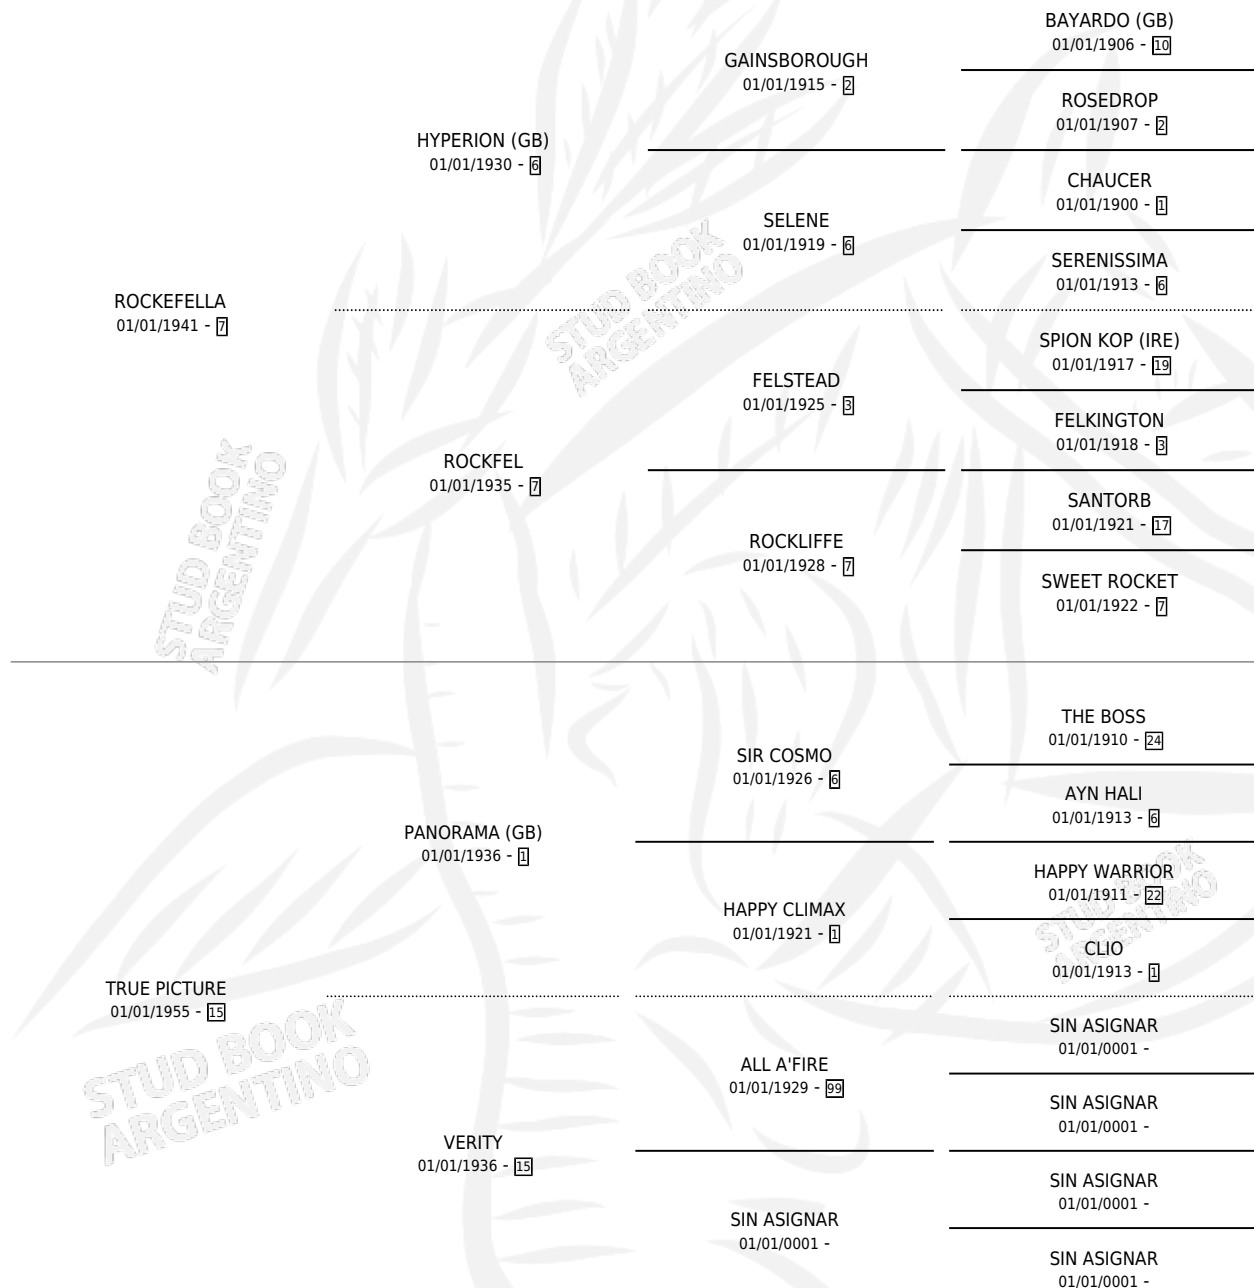 BAYARDO (GB)
01/01/1906 - 10
GAINSBOROUGH
01/01/1915 - 2
ROSEDROP
01/01/1907 - 2
HYPERION (GB)
01/01/1930 - 6
CHAUCER
01/01/1900 - 1
SELENE
01/01/1919 - 6
SERENISSIMA
01/01/1913 - 6
ROCKEFELLA
01/01/1941 - 7
SPION KOP (IRE)
01/01/1917 - 19
FELSTEAD
01/01/1925 - 3
FELKINGTON
01/01/1918 - 3
ROCKFEL
01/01/1935 - 7
SANTORB
01/01/1921 - 17
ROCKLIFFE
01/01/1928 - 7
SWEET ROCKET
01/01/1922 - 7
THE BOSS
01/01/1910 - 24
SIR COSMO
01/01/1926 - 6
AYN HALI
01/01/1913 - 6
PANORAMA (GB)
01/01/1936 - 1
HAPPY WARRIOR
01/01/1911 - 22
HAPPY CLIMAX
01/01/1921 - 1
CLIO
01/01/1913 - 1
TRUE PICTURE
01/01/1955 - 15
SIN ASIGNAR
01/01/0001 -
ALL A'FIRE
01/01/1929 - 99
SIN ASIGNAR
01/01/0001 -
VERITY
01/01/1936 - 15
SIN ASIGNAR
01/01/0001 -
SIN ASIGNAR
01/01/0001 -
SIN ASIGNAR
01/01/0001 -
STUD BOOK
ARGENTINO
STUD BOOK
ARGENTINO
STUD BOOK
ARGENTINO
STUD BOOK
ARGENTINO